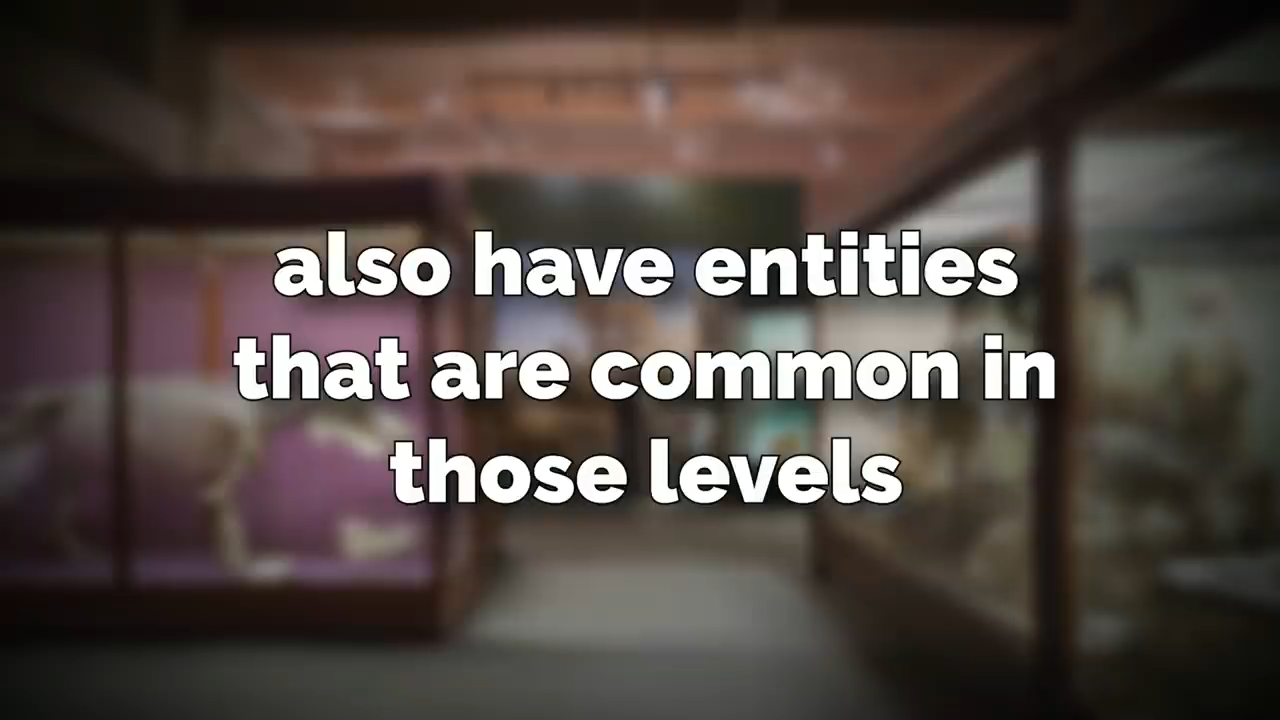 also have entities
that are common in
those levels